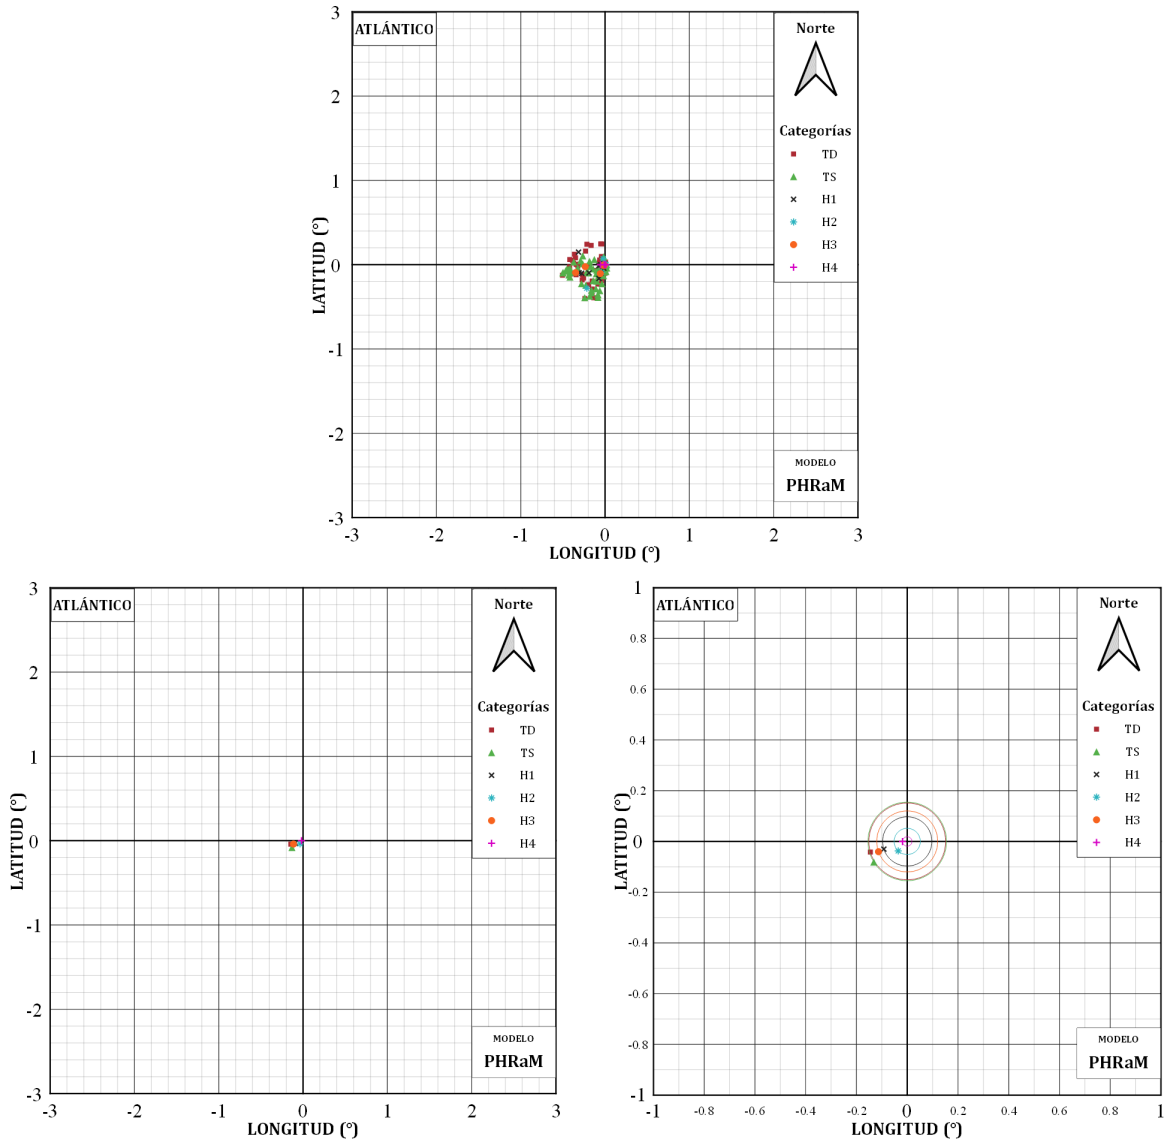 ATLÁNTICO
Norte
Categorías
TD
TS
H1
H2
H3
H4
MODELO
PHRaM
3
2
1
0
-1
-2
-3
LATITUD (°)
-3 -2 -1 0 1 2 3
LONGITUD (°)
ATLÁNTICO
Norte
Categorías
TD
TS
H1
H2
H3
H4
MODELO
PHRaM
3
2
1
0
-1
-2
-3
LATITUD (°)
-3 -2 -1 0 1 2 3
LONGITUD (°)
ATLÁNTICO
Norte
Categorías
TD
TS
H1
H2
H3
H4
MODELO
PHRaM
1
0.8
0.6
0.4
0.2
0
-0.2
-0.4
-0.6
-0.8
-1
LATITUD (°)
-1 -0.8 -0.6 -0.4 -0.2 0 0.2 0.4 0.6 0.8 1
LONGITUD (°)